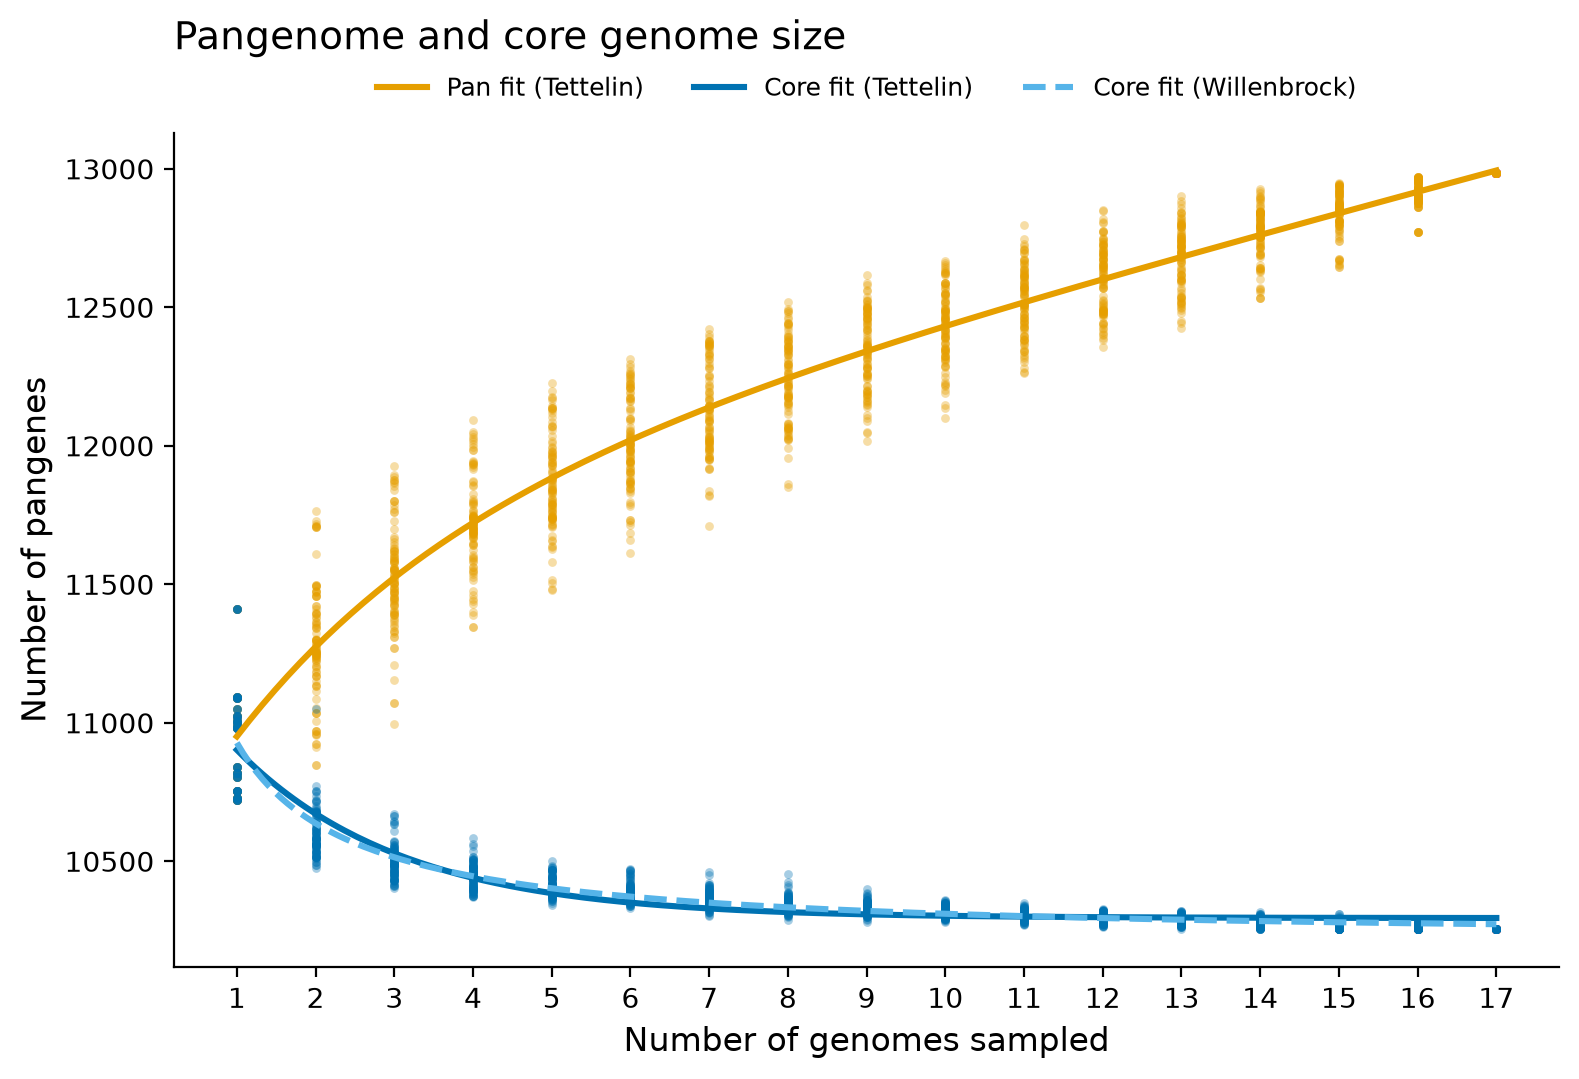 Pangenome and core genome size
Pan fit (Tettelin) Core fit (Tettelin) Core fit (Willenbrock)
Number of pangenes
13000
12500
12000
11500
11000
10500
1 2 3 4 5 6 7 8 9 10 11 12 13 14 15 16 17
Number of genomes sampled